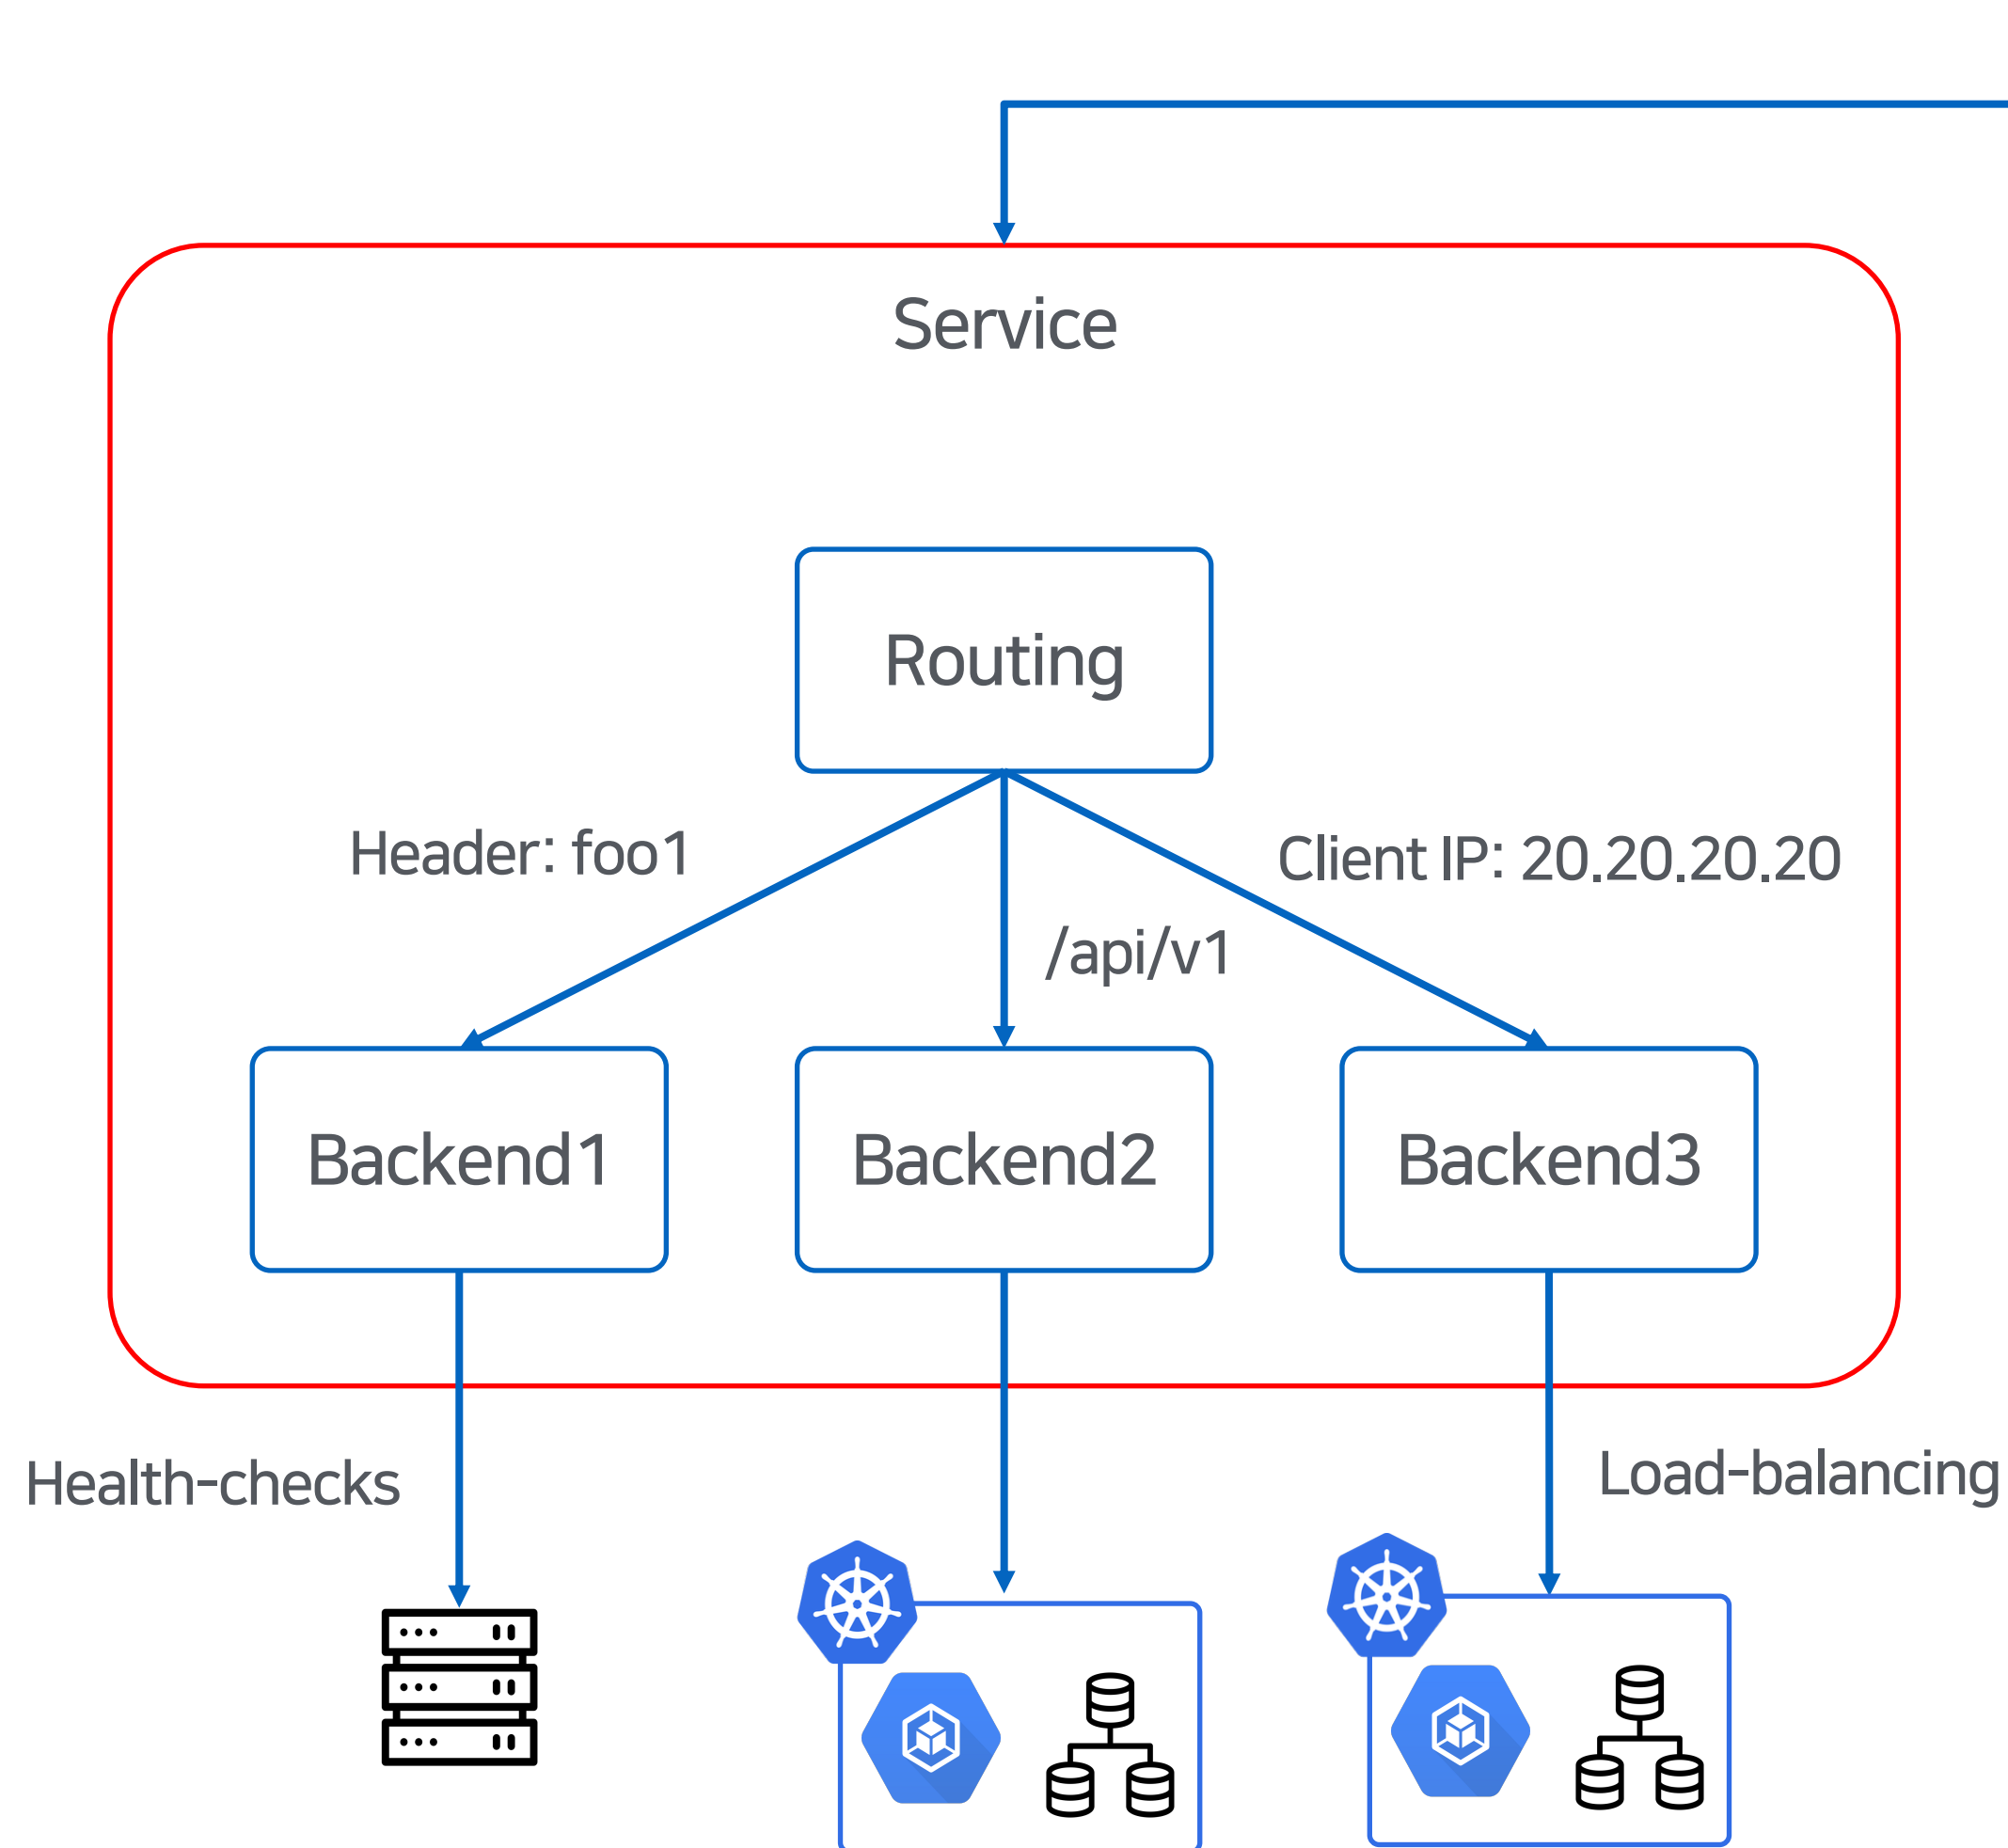 Service
Routing
Header: foo1
Client IP: 20.20.20.20
/api/v1
Backend1
Backend2
Backend3
Health-checks
Load-balancing